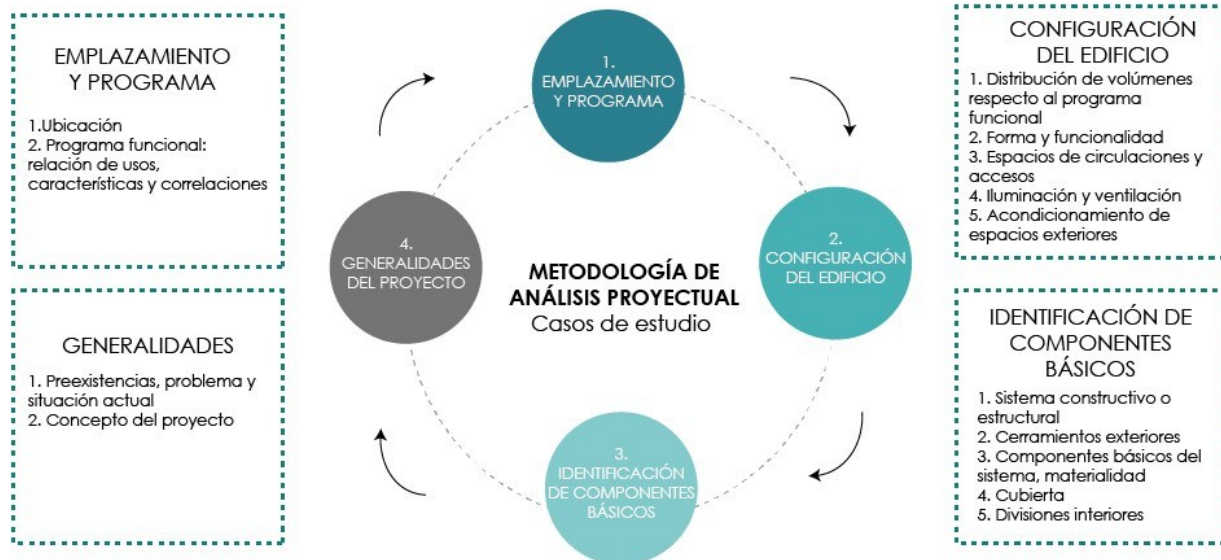 EMPLAZAMIENTO
Y PROGRAMA
1.Ubicación
2. Programa funcional:
relación de usos,
características y correlaciones
GENERALIDADES
1. Preexistencias, problema y
situación actual
2. Concepto del proyecto
1.
EMPLAZAMIENTO
Y PROGRAMA
2.
CONFIGURACIÓN
DEL EDIFICIO
3.
IDENTIFICACIÓN
DE COMPONENTES
BÁSICOS
4.
GENERALIDADES
DEL PROYECTO
METODOLOGÍA DE
ANÁLISIS PROYECTUAL
Casos de estudio
CONFIGURACIÓN
DEL EDIFICIO
1. Distribución de volúmenes
respecto al programa
funcional
2. Forma y funcionalidad
3. Espacios de circulaciones y
accesos
4. Iluminación y ventilación
5. Acondicionamiento de
espacios exteriores
IDENTIFICACIÓN DE
COMPONENTES
BÁSICOS
1. Sistema constructivo o
estructural
2. Cerramientos exteriores
3. Componentes básicos del
sistema, materialidad
4. Cubierta
5. Divisiones interiores